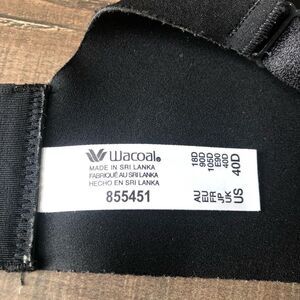 Wacoal®
MADE IN SRI LANKA
FABRIQUÉ AU SRI LANKA
HECHO EN SRI LANKA
855451
AU 18D
EU 90D
FR 105D
JP E90
UK 40D
US 40D